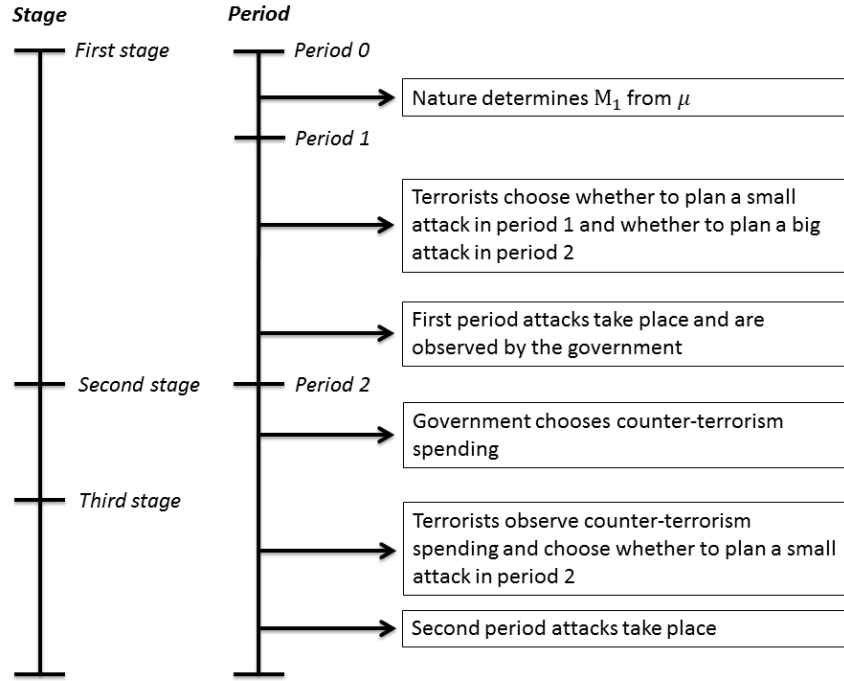 Stage
Period
First stage
Period 0
Nature determines M₁ from μ
Period 1
Terrorists choose whether to plan a small
attack in period 1 and whether to plan a big
attack in period 2
First period attacks take place and are
observed by the government
Second stage
Period 2
Government chooses counter-terrorism
spending
Third stage
Terrorists observe counter-terrorism
spending and choose whether to plan a small
attack in period 2
Second period attacks take place